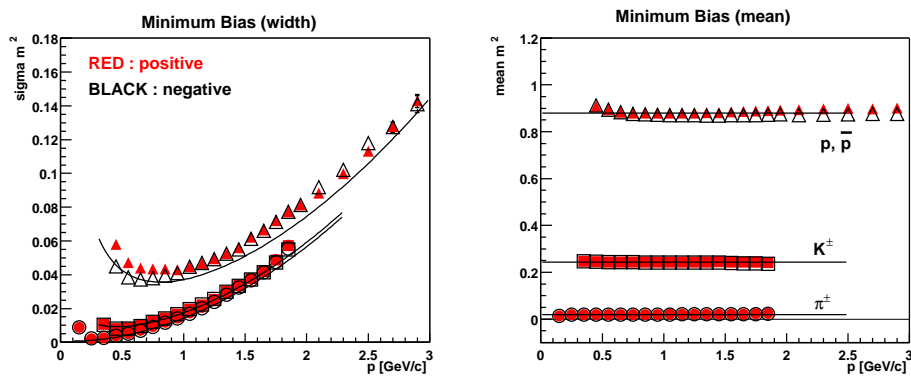 Minimum Bias (width)
sigma m²
0.18
0.16
0.14
0.12
0.1
0.08
0.06
0.04
0.02
0
RED : positive
BLACK : negative
0 0.5 1 1.5 2 2.5 3
p [GeV/c]
Minimum Bias (mean)
mean m²
1.2
1
0.8
0.6
0.4
0.2
0
p, p̅
K±
π±
0 0.5 1 1.5 2 2.5 3
p [GeV/c]